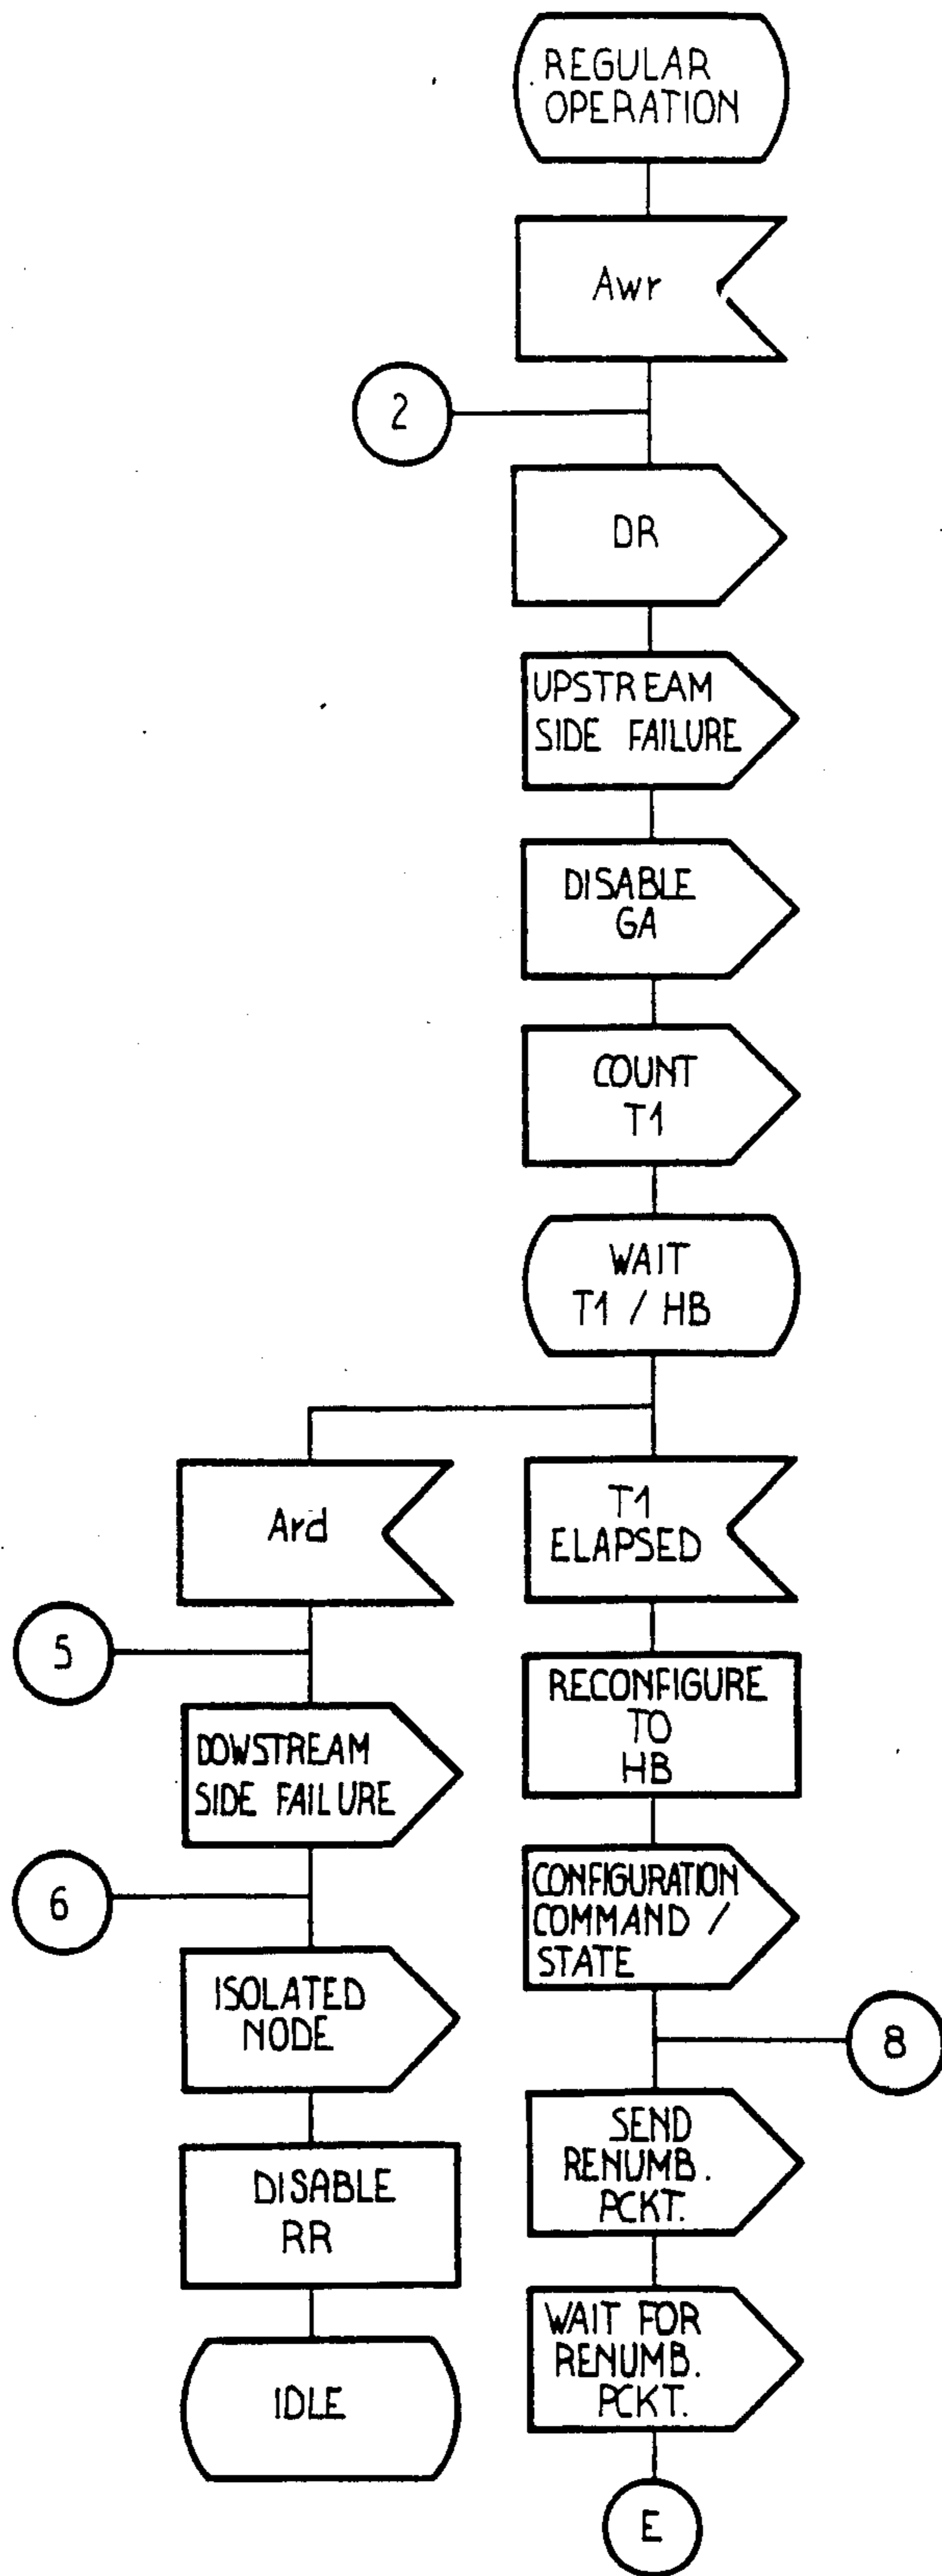 REGULAR
OPERATION
Awr
2
DR
UPSTREAM
SIDE FAILURE
DISABLE
GA
COUNT
T1
WAIT
T1 / HB
Ard
5
DOWSTREAM
SIDE FAILURE
6
ISOLATED
NODE
DISABLE
RR
IDLE
T1
ELAPSED
RECONFIGURE
TO
HB
CONFIGURATION
COMMAND /
STATE
8
SEND
RENUMB.
PCKT.
WAIT FOR
RENUMB.
PCKT.
E